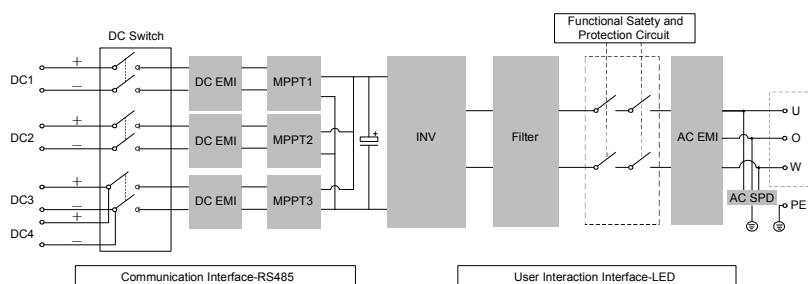 Functional Safety and
Protection Circuit
DC Switch
DC1
+
−
DC EMI
MPPT1
DC2
+
−
DC EMI
MPPT2
DC3
+
−
DC4
+
−
DC EMI
MPPT3
+
INV
Filter
AC EMI
U
O
W
AC SPD
PE
Communication Interface-RS485
User Interaction Interface-LED